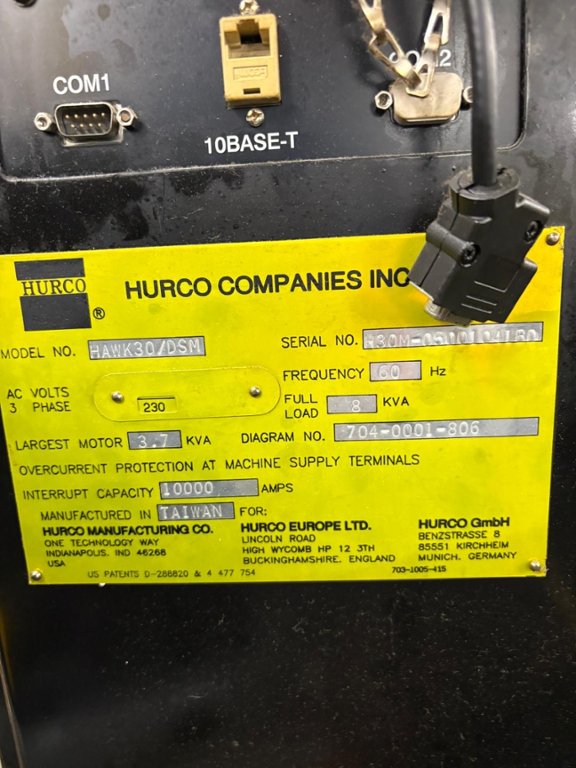 COM1
10BASE-T
HURCO ®
HURCO COMPANIES INC
MODEL NO. HAWK30/DSM
SERIAL NO.
FREQUENCY 60 Hz
AC VOLTS
3 PHASE 230
FULL
LOAD 8 KVA
LARGEST MOTOR 3.7 KVA DIAGRAM NO. 704-0001-806
OVERCURRENT PROTECTION AT MACHINE SUPPLY TERMINALS
INTERRUPT CAPACITY 10000 AMPS
MANUFACTURED IN TAIWAN FOR:
HURCO MANUFACTURING CO.
ONE TECHNOLOGY WAY
INDIANAPOLIS, IND 46268
USA
HURCO EUROPE LTD.
LINCOLN ROAD
HIGH WYCOMB HP 12 3TH
BUCKINGHAMSHIRE, ENGLAND
HURCO GmbH
BENZSTRASSE 8
85551 KIRCHHEIM
MUNICH, GERMANY
US PATENTS D-288820 & 4 477 754
703-1005-415